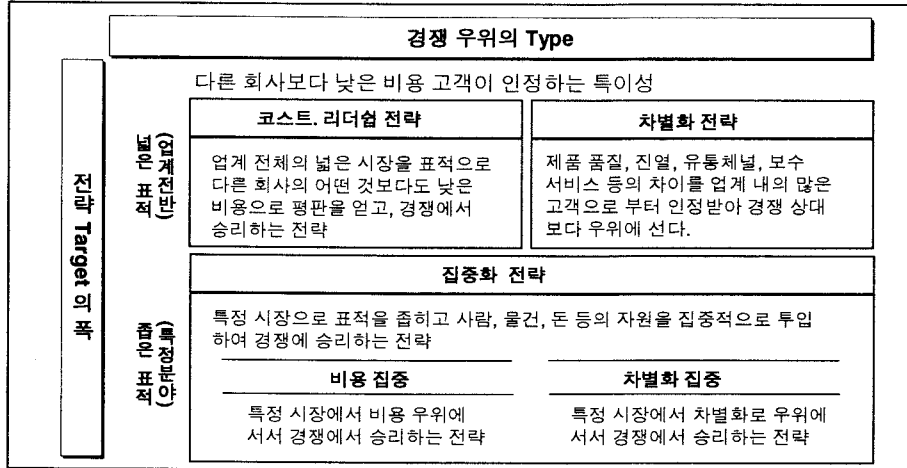 경쟁 우위의 Type
다른 회사보다 낮은 비용 고객이 인정하는 특이성
전략 Target 의 폭
넓은 표적
(업계전반)
코스트. 리더쉽 전략
업계 전체의 넓은 시장을 표적으로
다른 회사의 어떤 것보다도 낮은
비용으로 평판을 얻고, 경쟁에서
승리하는 전략
차별화 전략
제품 품질, 진열, 유통채널, 보수
서비스 등의 차이를 업계 내의 많은
고객으로 부터 인정받아 경쟁 상대
보다 우위에 선다.
좁은 표적
(특정분야)
집중화 전략
특정 시장으로 표적을 좁히고 사람, 물건, 돈 등의 자원을 집중적으로 투입
하여 경쟁에 승리하는 전략
비용 집중
특정 시장에서 비용 우위에
서서 경쟁에서 승리하는 전략
차별화 집중
특정 시장에서 차별화로 우위에
서서 경쟁에서 승리하는 전략